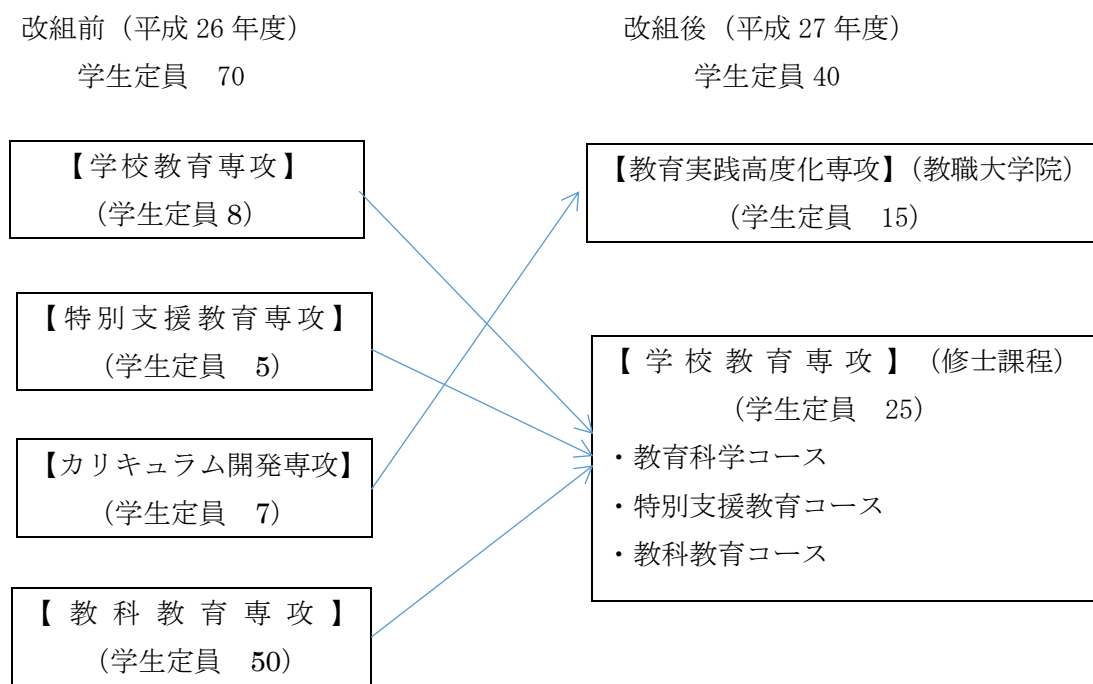 改組前（平成 26 年度）
学生定員　70
【学校教育専攻】
（学生定員 8）
【特別支援教育専攻】
（学生定員　5）
【カリキュラム開発専攻】
（学生定員　7）
【 教 科 教 育 専 攻 】
（学生定員　50）
改組後（平成 27 年度）
学生定員 40
【教育実践高度化専攻】（教職大学院）
（学生定員　15）
【 学 校 教 育 専 攻 】（修士課程）
（学生定員　25）
・教育科学コース
・特別支援教育コース
・教科教育コース